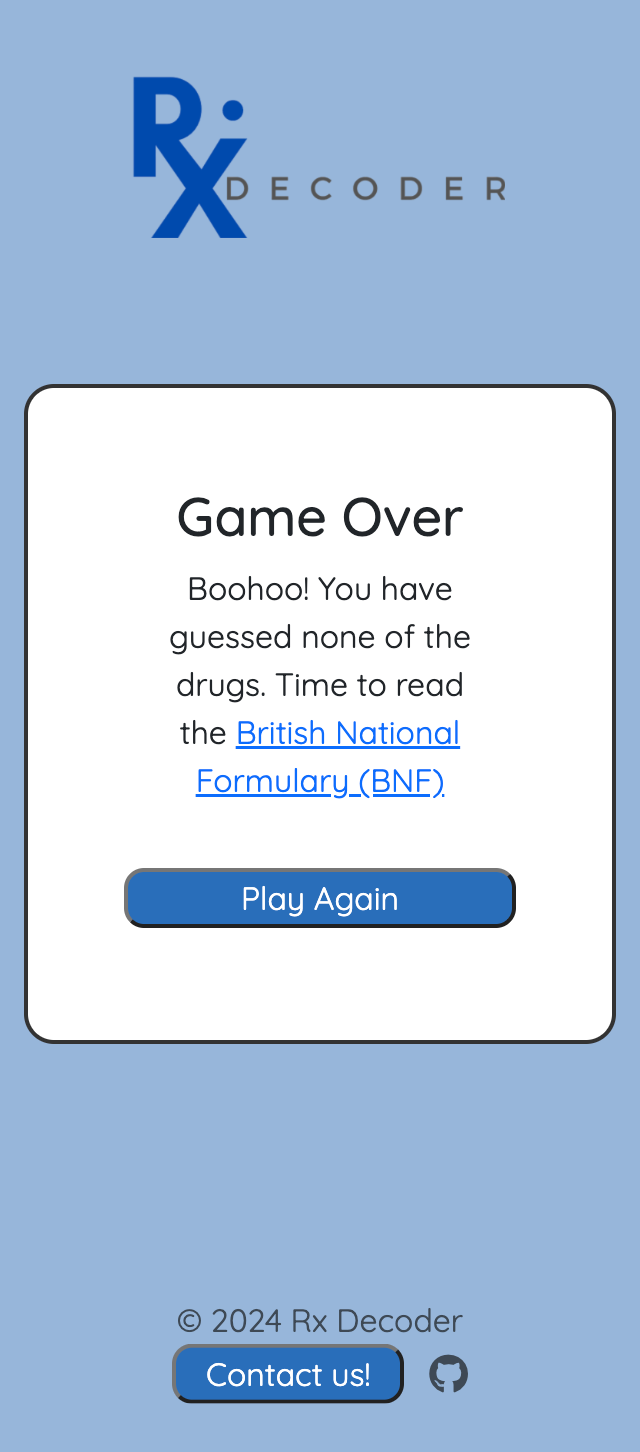 Rx DECODER
Game Over
Boohoo! You have
guessed none of the
drugs. Time to read
the British National
Formulary (BNF)
Play Again
© 2024 Rx Decoder
Contact us!